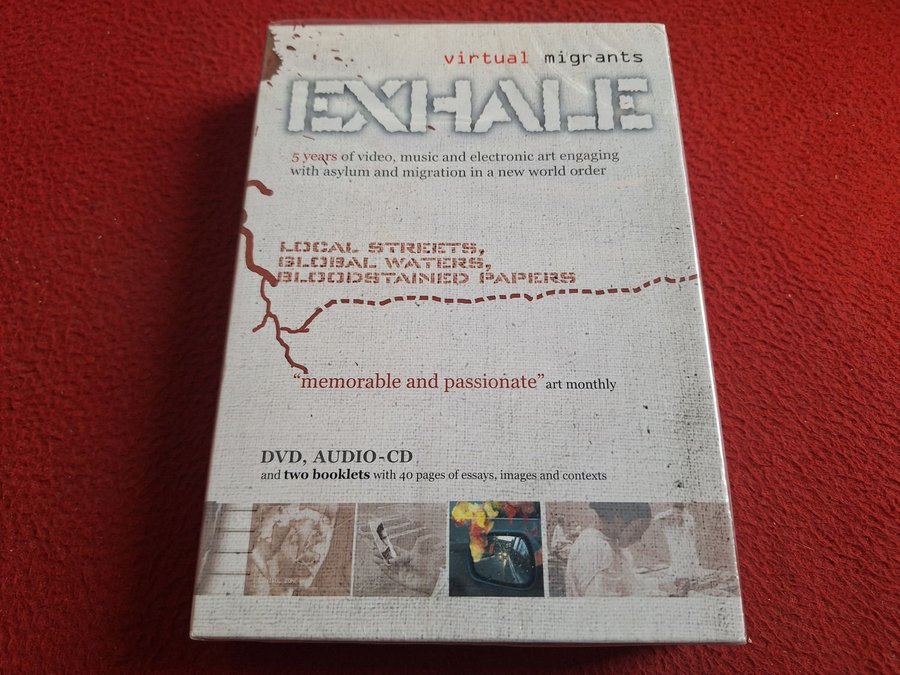 virtual migrants
EXHALE
5 years of video, music and electronic art engaging
with asylum and migration in a new world order
LOCAL STREETS,
GLOBAL WATERS,
BLOODSTAINED PAPERS
“memorable and passionate” art monthly
DVD, AUDIO-CD
and two booklets with 40 pages of essays, images and contexts